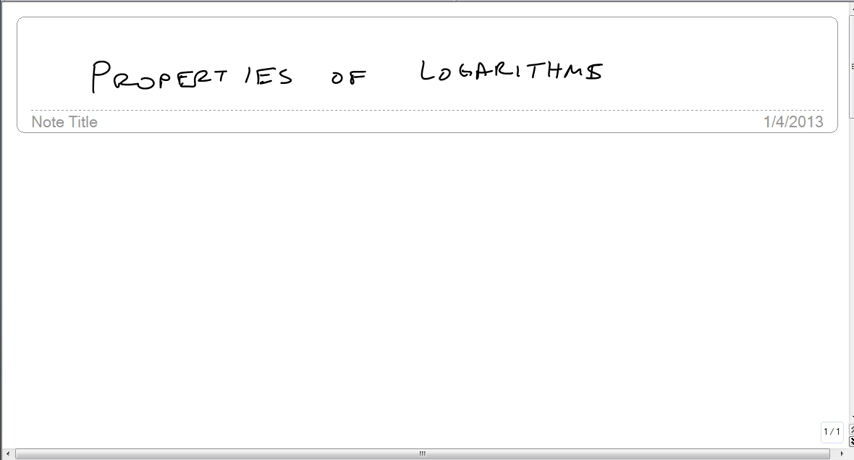 PROPERTIES OF LOGARITHMS
Note Title 1/4/2013
1 / 1